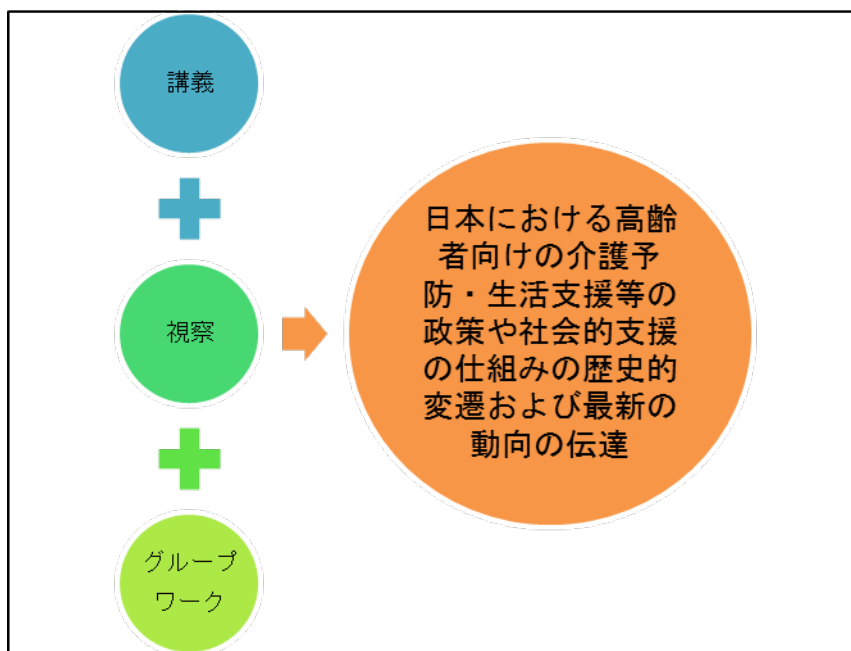 講義
視察
グループ
ワーク
日本における高齢
者向けの介護予
防・生活支援等の
政策や社会的支援
の仕組みの歴史的
変遷および最新の
動向の伝達